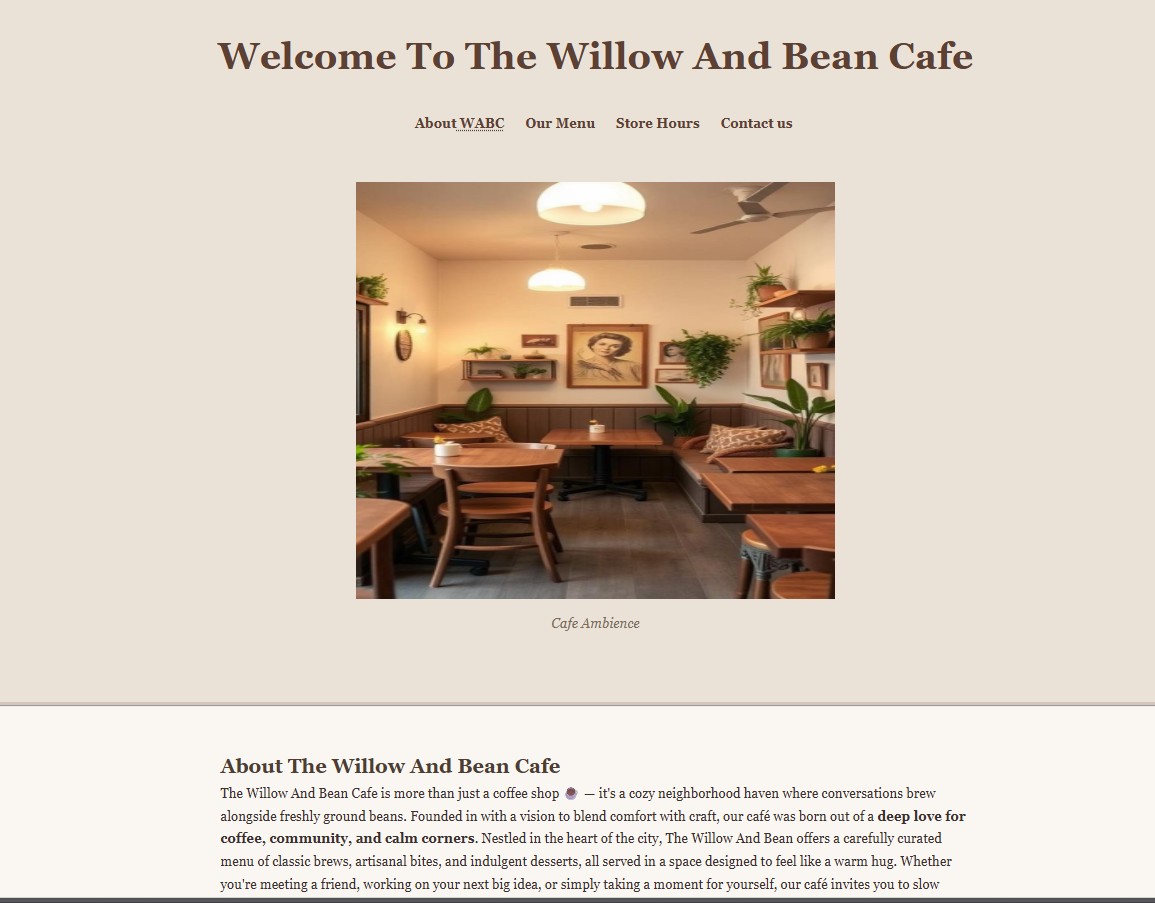 Welcome To The Willow And Bean Cafe
About WABC Our Menu Store Hours Contact us
Cafe Ambience
About The Willow And Bean Cafe
The Willow And Bean Cafe is more than just a coffee shop — it's a cozy neighborhood haven where conversations brew
alongside freshly ground beans. Founded in with a vision to blend comfort with craft, our café was born out of a deep love for
coffee, community, and calm corners. Nestled in the heart of the city, The Willow And Bean offers a carefully curated
menu of classic brews, artisanal bites, and indulgent desserts, all served in a space designed to feel like a warm hug. Whether
you're meeting a friend, working on your next big idea, or simply taking a moment for yourself, our café invites you to slow